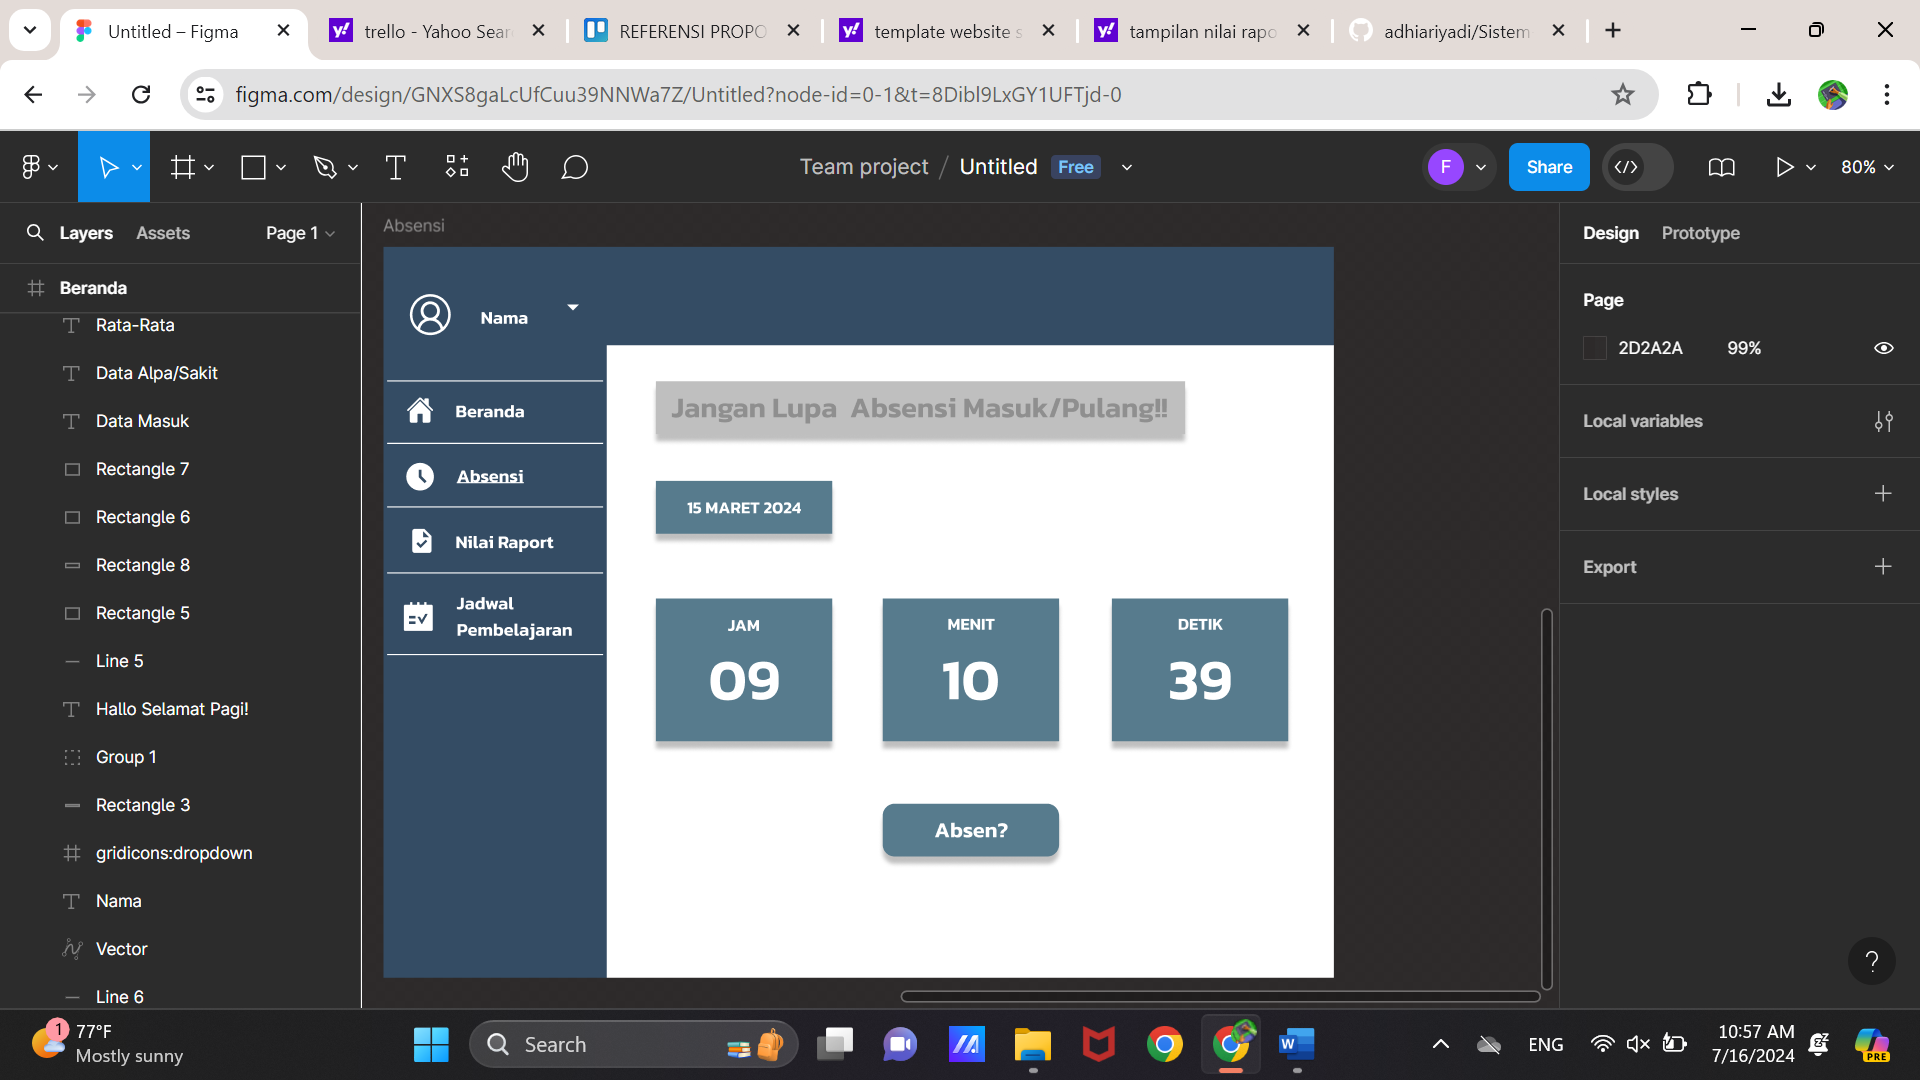 Untitled – Figma
trello - Yahoo Sear
REFERENSI PROPO
template website s
tampilan nilai rapo
adhiariyadi/Sistem
figma.com/design/GNXS8gaLcUfCuu39NNWa7Z/Untitled?node-id=0-1&t=8Dibl9LxGY1UFTjd-0
Team project / Untitled Free
F
Share
80%
Layers
Assets
Page 1
Beranda
Rata-Rata
Data Alpa/Sakit
Data Masuk
Rectangle 7
Rectangle 6
Rectangle 8
Rectangle 5
Line 5
Hallo Selamat Pagi!
Group 1
Rectangle 3
gridicons:dropdown
Nama
Vector
Line 6
Absensi
Nama
Beranda
Absensi
Nilai Raport
Jadwal
Pembelajaran
Jangan Lupa Absensi Masuk/Pulang!!
15 MARET 2024
JAM
09
MENIT
10
DETIK
39
Absen?
Design
Prototype
Page
2D2A2A
99%
Local variables
Local styles
Export
?
1
77°F
Mostly sunny
Search
ENG
10:57 AM
7/16/2024
PRE